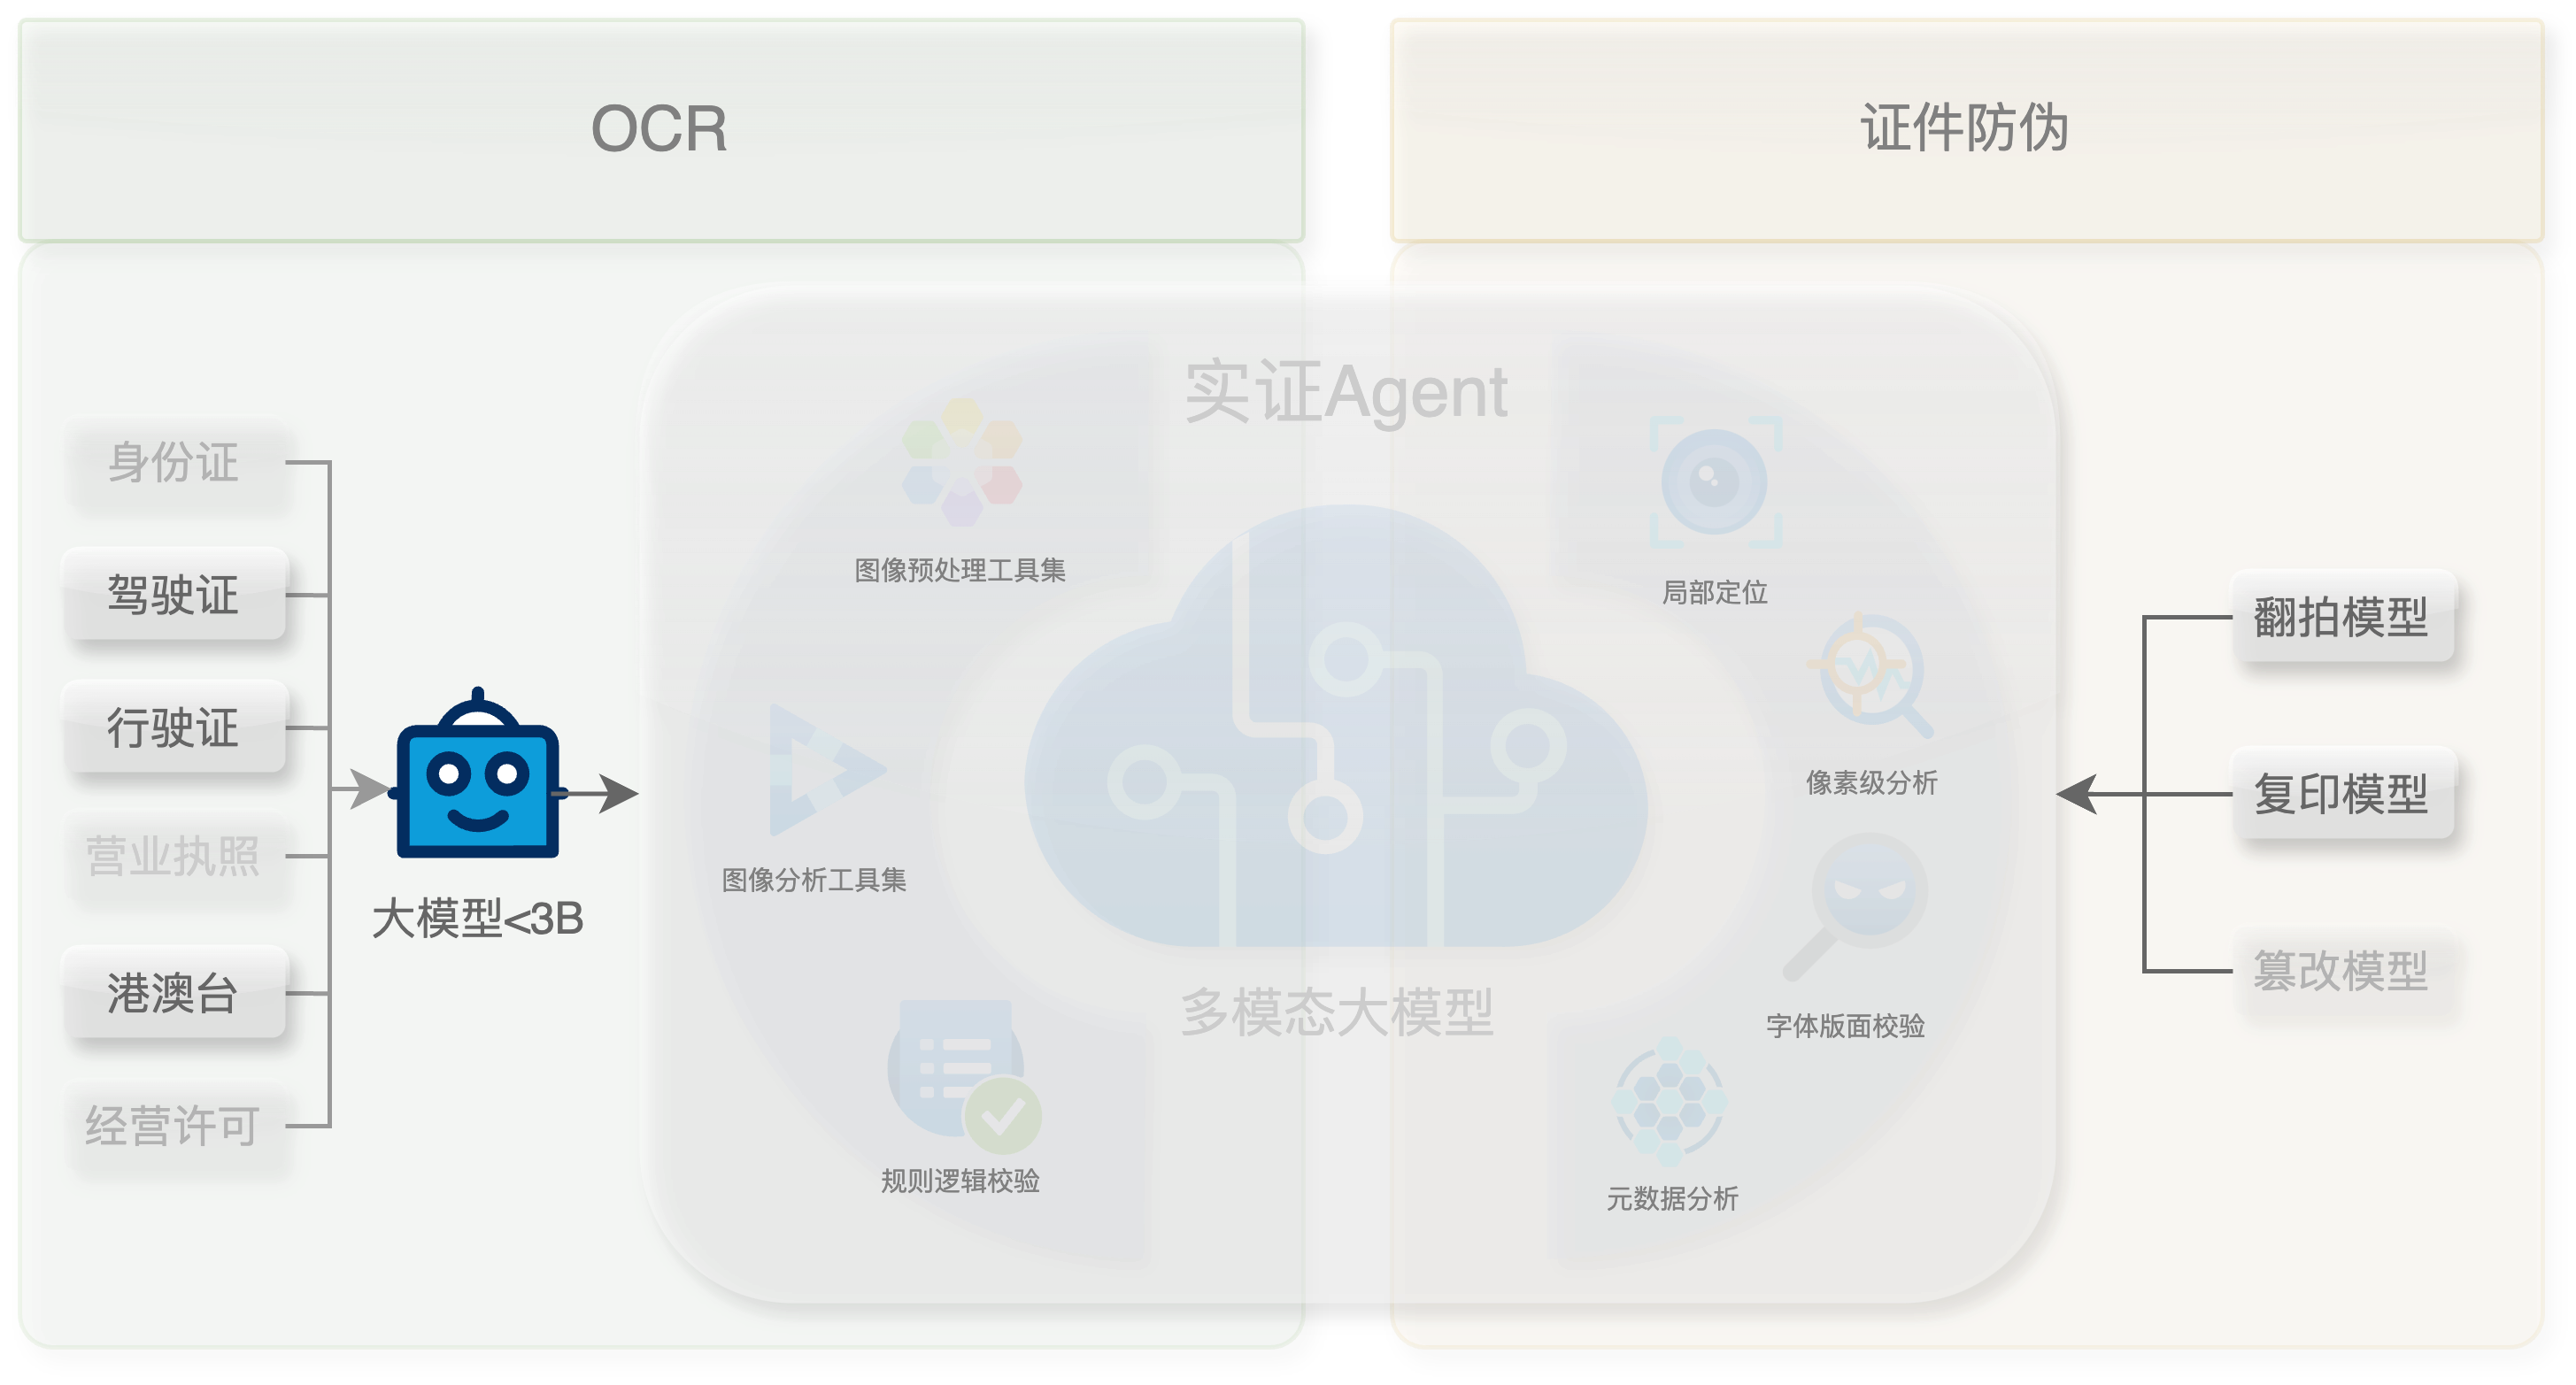 OCR
证件防伪
实证Agent
身份证
驾驶证
行驶证
营业执照
港澳台
经营许可
大模型<3B
图像预处理工具集
图像分析工具集
规则逻辑校验
多模态大模型
局部定位
像素级分析
字体版面校验
元数据分析
翻拍模型
复印模型
篡改模型